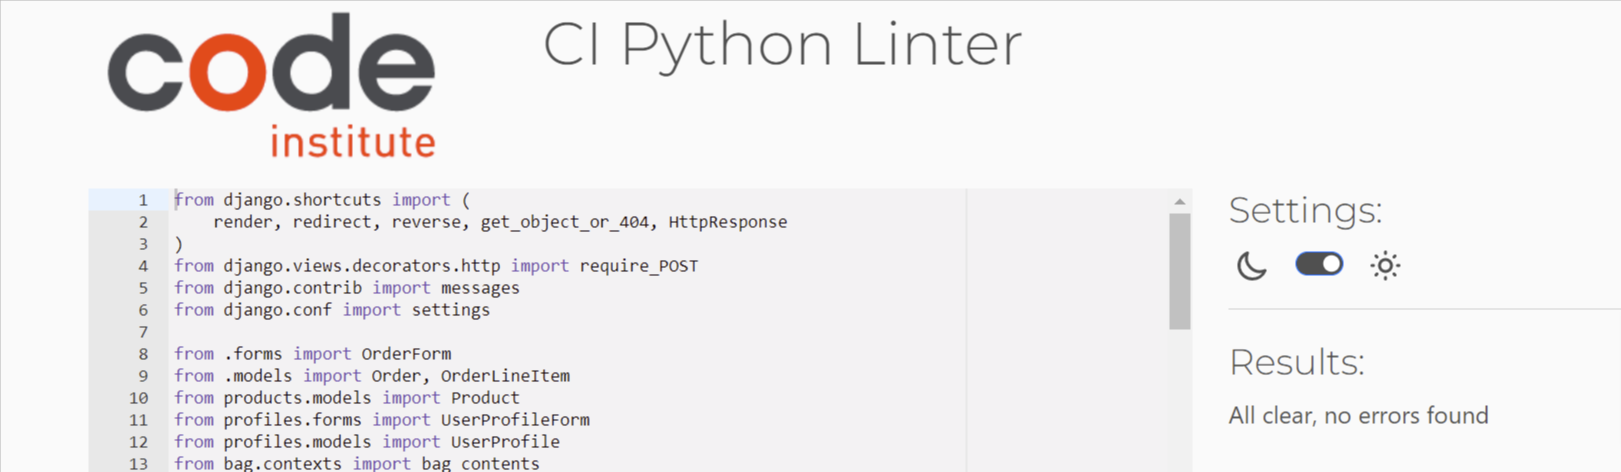 code
institute
CI Python Linter
1 from django.shortcuts import (
2 render, redirect, reverse, get_object_or_404, HttpResponse
3 )
4 from django.views.decorators.http import require_POST
5 from django.contrib import messages
6 from django.conf import settings
7
8 from .forms import OrderForm
9 from .models import Order, OrderLineItem
10 from products.models import Product
11 from profiles.forms import UserProfileForm
12 from profiles.models import UserProfile
13 from bag.contexts import bag_contents
Settings:
Results:
All clear, no errors found